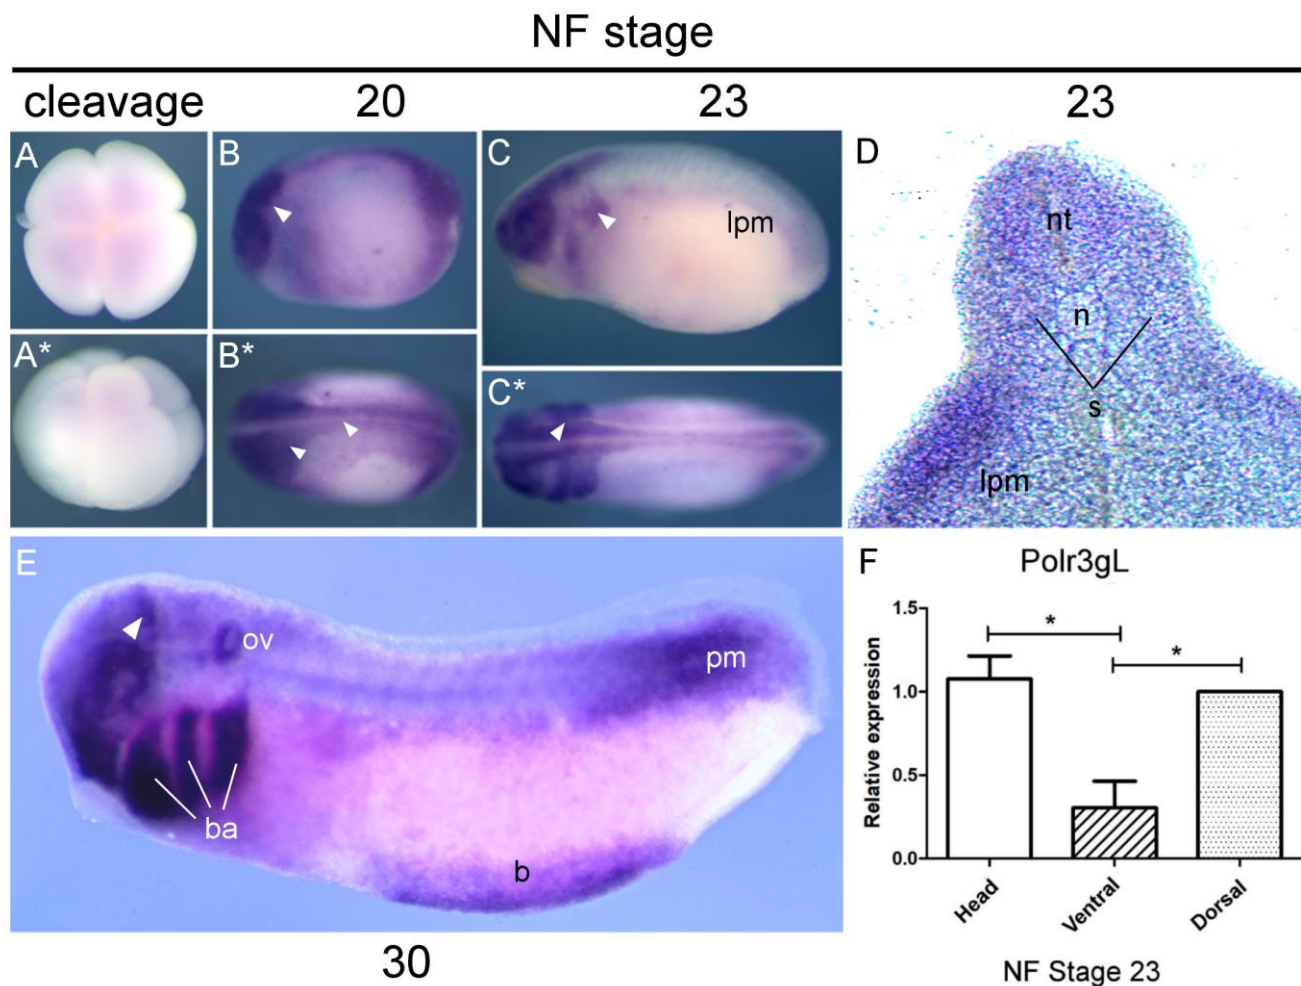 NF stage
cleavage 20 23 23
A
B
C
lpm
D
nt
n
s
lpm
A*
B*
C*
E
ov
pm
ba
b
30
F
Polr3gL
Relative expression
1.5
1.0
0.5
0.0
*
*
Head
Ventral
Dorsal
NF Stage 23